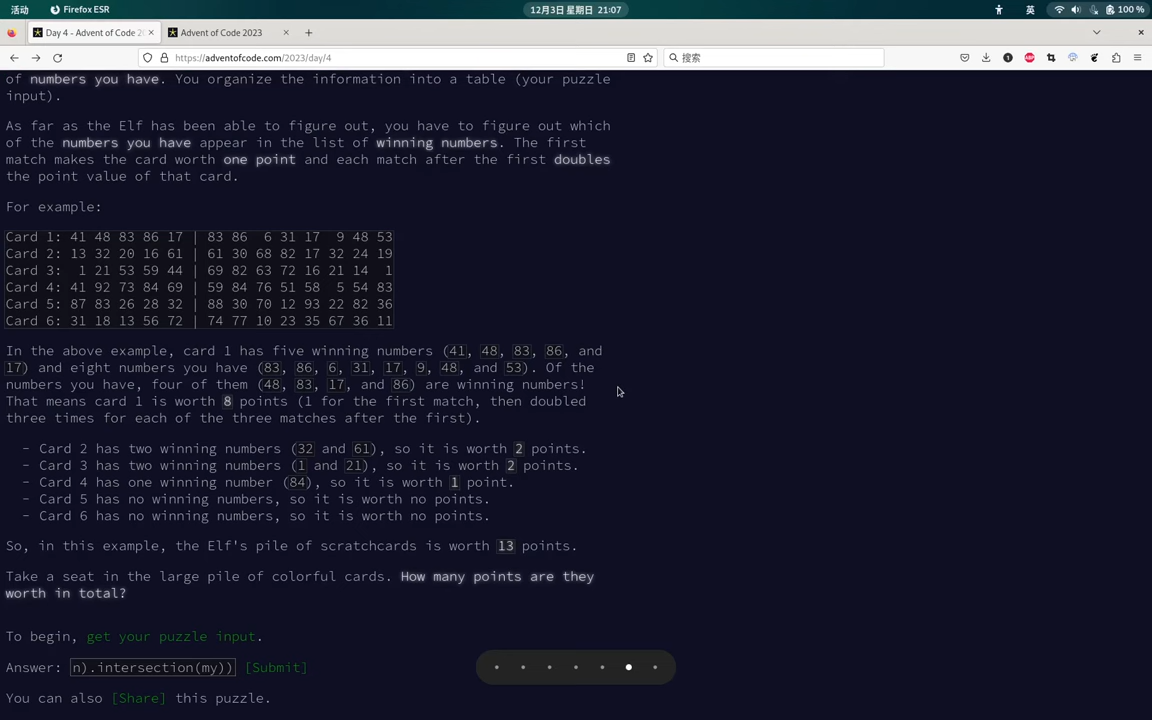 活动 Firefox ESR 12月3日 星期日 21:07 英 100 %
Day 4 - Advent of Code 20 × Advent of Code 2023 × +
https://adventofcode.com/2023/day/4 搜索
of numbers you have. You organize the information into a table (your puzzle
input).
As far as the Elf has been able to figure out, you have to figure out which
of the numbers you have appear in the list of winning numbers. The first
match makes the card worth one point and each match after the first doubles
the point value of that card.
For example:
Card 1: 41 48 83 86 17 | 83 86  6 31 17  9 48 53
Card 2: 13 32 20 16 61 | 61 30 68 82 17 32 24 19
Card 3:  1 21 53 59 44 | 69 82 63 72 16 21 14  1
Card 4: 41 92 73 84 69 | 59 84 76 51 58  5 54 83
Card 5: 87 83 26 28 32 | 88 30 70 12 93 22 82 36
Card 6: 31 18 13 56 72 | 74 77 10 23 35 67 36 11
In the above example, card 1 has five winning numbers (41, 48, 83, 86, and
17) and eight numbers you have (83, 86, 6, 31, 17, 9, 48, and 53). Of the
numbers you have, four of them (48, 83, 17, and 86) are winning numbers!
That means card 1 is worth 8 points (1 for the first match, then doubled
three times for each of the three matches after the first).
- Card 2 has two winning numbers (32 and 61), so it is worth 2 points.
- Card 3 has two winning numbers (1 and 21), so it is worth 2 points.
- Card 4 has one winning number (84), so it is worth 1 point.
- Card 5 has no winning numbers, so it is worth no points.
- Card 6 has no winning numbers, so it is worth no points.
So, in this example, the Elf's pile of scratchcards is worth 13 points.
Take a seat in the large pile of colorful cards. How many points are they
worth in total?
To begin, get your puzzle input.
Answer: n).intersection(my)) [Submit]
You can also [Share] this puzzle.